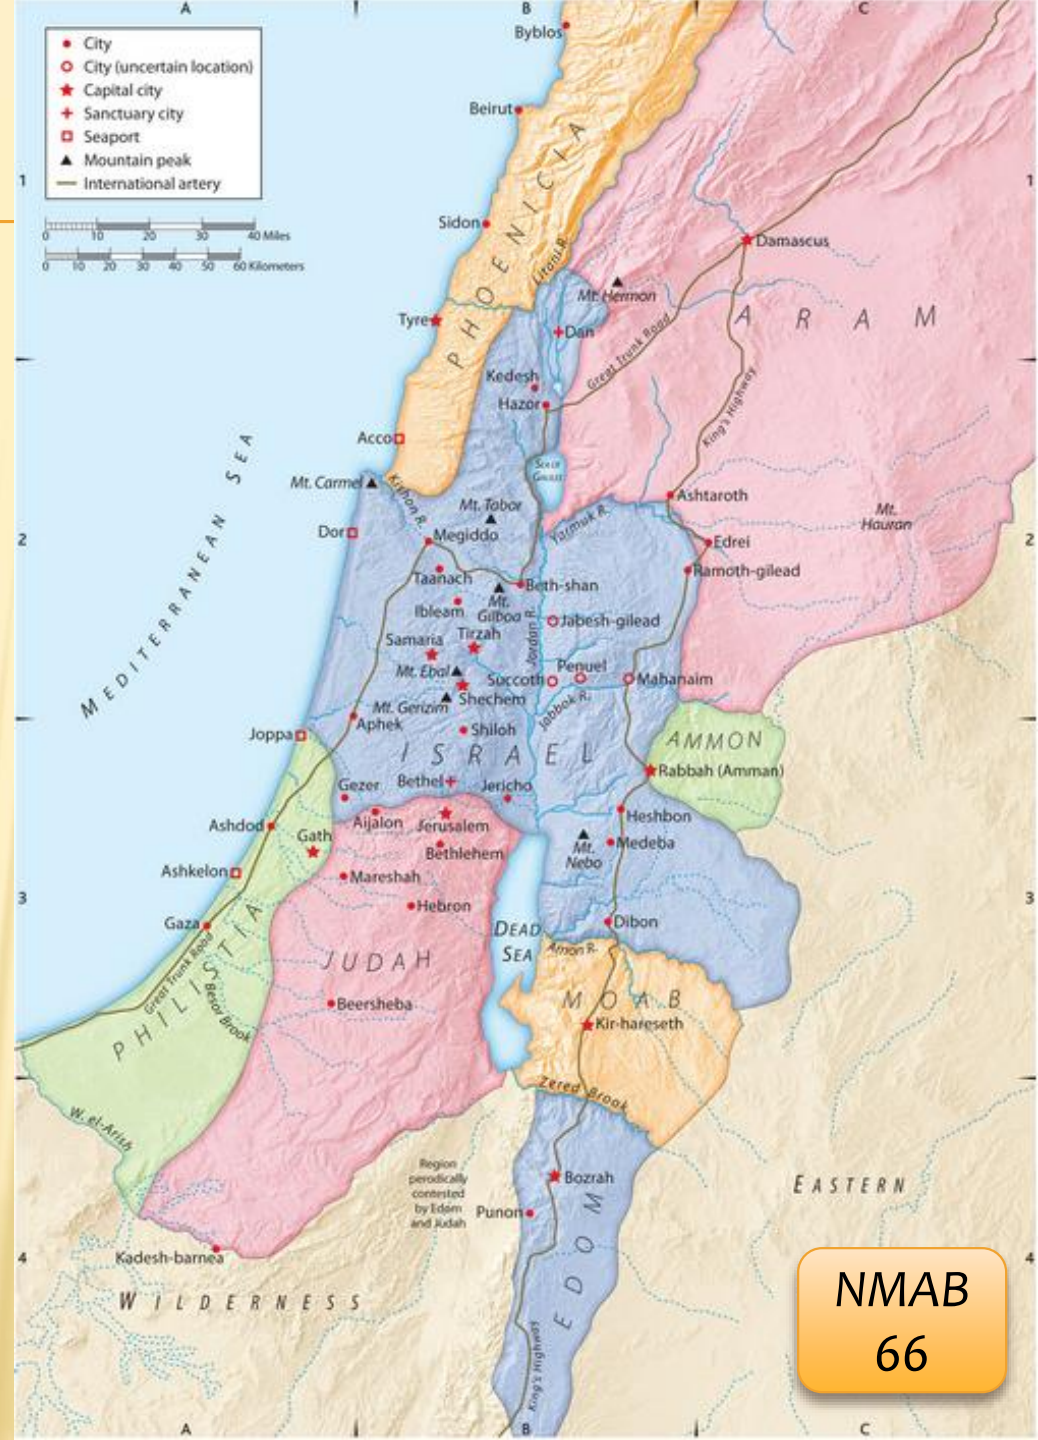 A
B
C
City
City (uncertain location)
Capital city
Sanctuary city
Seaport
Mountain peak
International artery
0 10 20 30 40 Miles
0 10 20 30 40 50 60 Kilometers
1
1
Byblos
Beirut
Sidon
PHOENICIA
Litani R.
Damascus
Mt. Hermon
Tyre
Dan
ARAM
Great Trunk Road
King's Highway
Kedesh
Hazor
Acco
Sea of
Galilee
MEDITERRANEAN SEA
Mt. Carmel
Kishon R.
Mt. Tabor
Ashtaroth
Yarmuk R.
Mt.
Hauran
2
2
Dor
Megiddo
Edrei
Taanach
Beth-shan
Ramoth-gilead
Ibleam
Mt.
Gilboa
Jordan R.
Jabesh-gilead
Samaria
Tirzah
Mt. Ebal
Succoth
Penuel
Mahanaim
Shechem
Mt. Gerizim
Jabbok R.
Aphek
Shiloh
Joppa
ISRAEL
AMMON
Rabbah (Amman)
Gezer
Bethel
Jericho
Heshbon
Ashdod
Aijalon
Jerusalem
Gath
Bethlehem
Mt.
Nebo
Medeba
Ashkelon
Mareshah
3
3
Hebron
Gaza
DEAD
SEA
Dibon
Arnon R.
JUDAH
Great Trunk Road
PHILISTIA
Besor Brook
Beersheba
MOAB
Kir-hareseth
Zered Brook
W. el-Arish
Region
periodically
contested
by Edom
and Judah
Bozrah
EASTERN
Punon
EDOM
4
4
Kadesh-barnea
WILDERNESS
King's Highway
NMAB
66
A
B
C